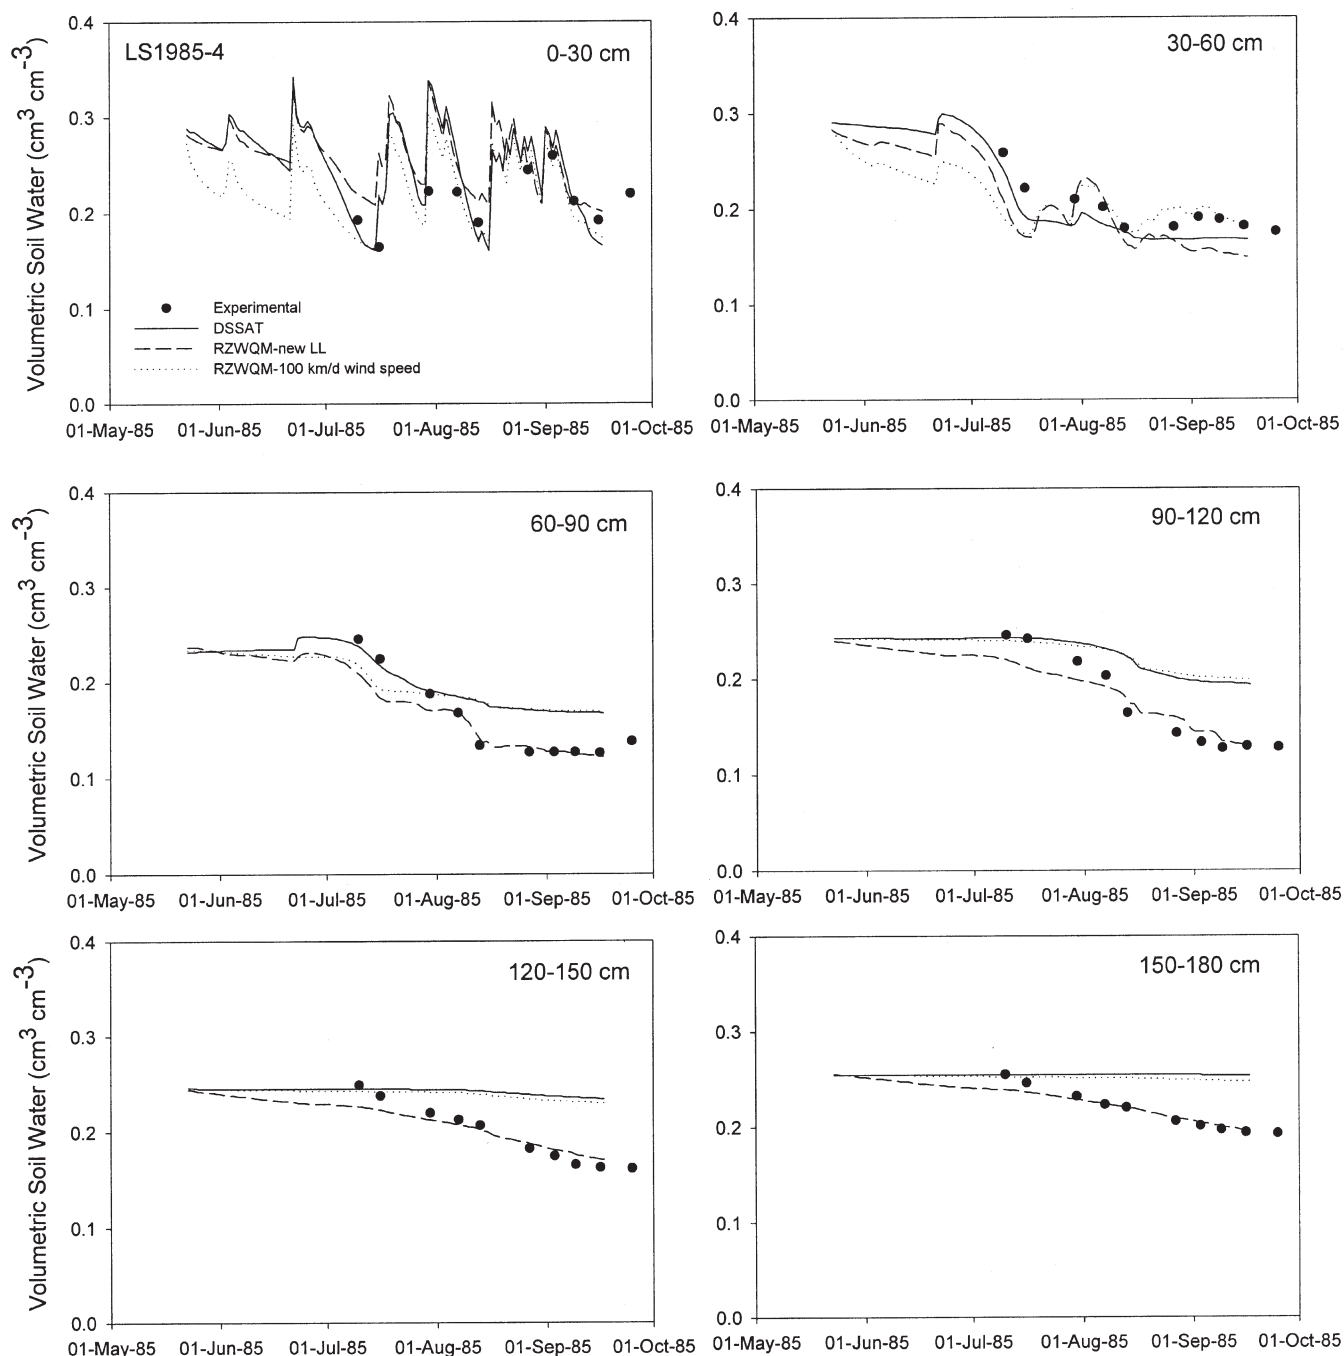 LS1985-4
0-30 cm
Volumetric Soil Water (cm³ cm⁻³)
0.4
0.3
0.2
0.1
0.0
Experimental
DSSAT
RZWQM-new LL
RZWQM-100 km/d wind speed
01-May-85 01-Jun-85 01-Jul-85 01-Aug-85 01-Sep-85 01-Oct-85
30-60 cm
0.4
0.3
0.2
0.1
0.0
01-May-85 01-Jun-85 01-Jul-85 01-Aug-85 01-Sep-85 01-Oct-85
60-90 cm
Volumetric Soil Water (cm³ cm⁻³)
0.4
0.3
0.2
0.1
0.0
01-May-85 01-Jun-85 01-Jul-85 01-Aug-85 01-Sep-85 01-Oct-85
90-120 cm
0.4
0.3
0.2
0.1
0.0
01-May-85 01-Jun-85 01-Jul-85 01-Aug-85 01-Sep-85 01-Oct-85
120-150 cm
Volumetric Soil Water (cm³ cm⁻³)
0.4
0.3
0.2
0.1
0.0
01-May-85 01-Jun-85 01-Jul-85 01-Aug-85 01-Sep-85 01-Oct-85
150-180 cm
0.4
0.3
0.2
0.1
0.0
01-May-85 01-Jun-85 01-Jul-85 01-Aug-85 01-Sep-85 01-Oct-85